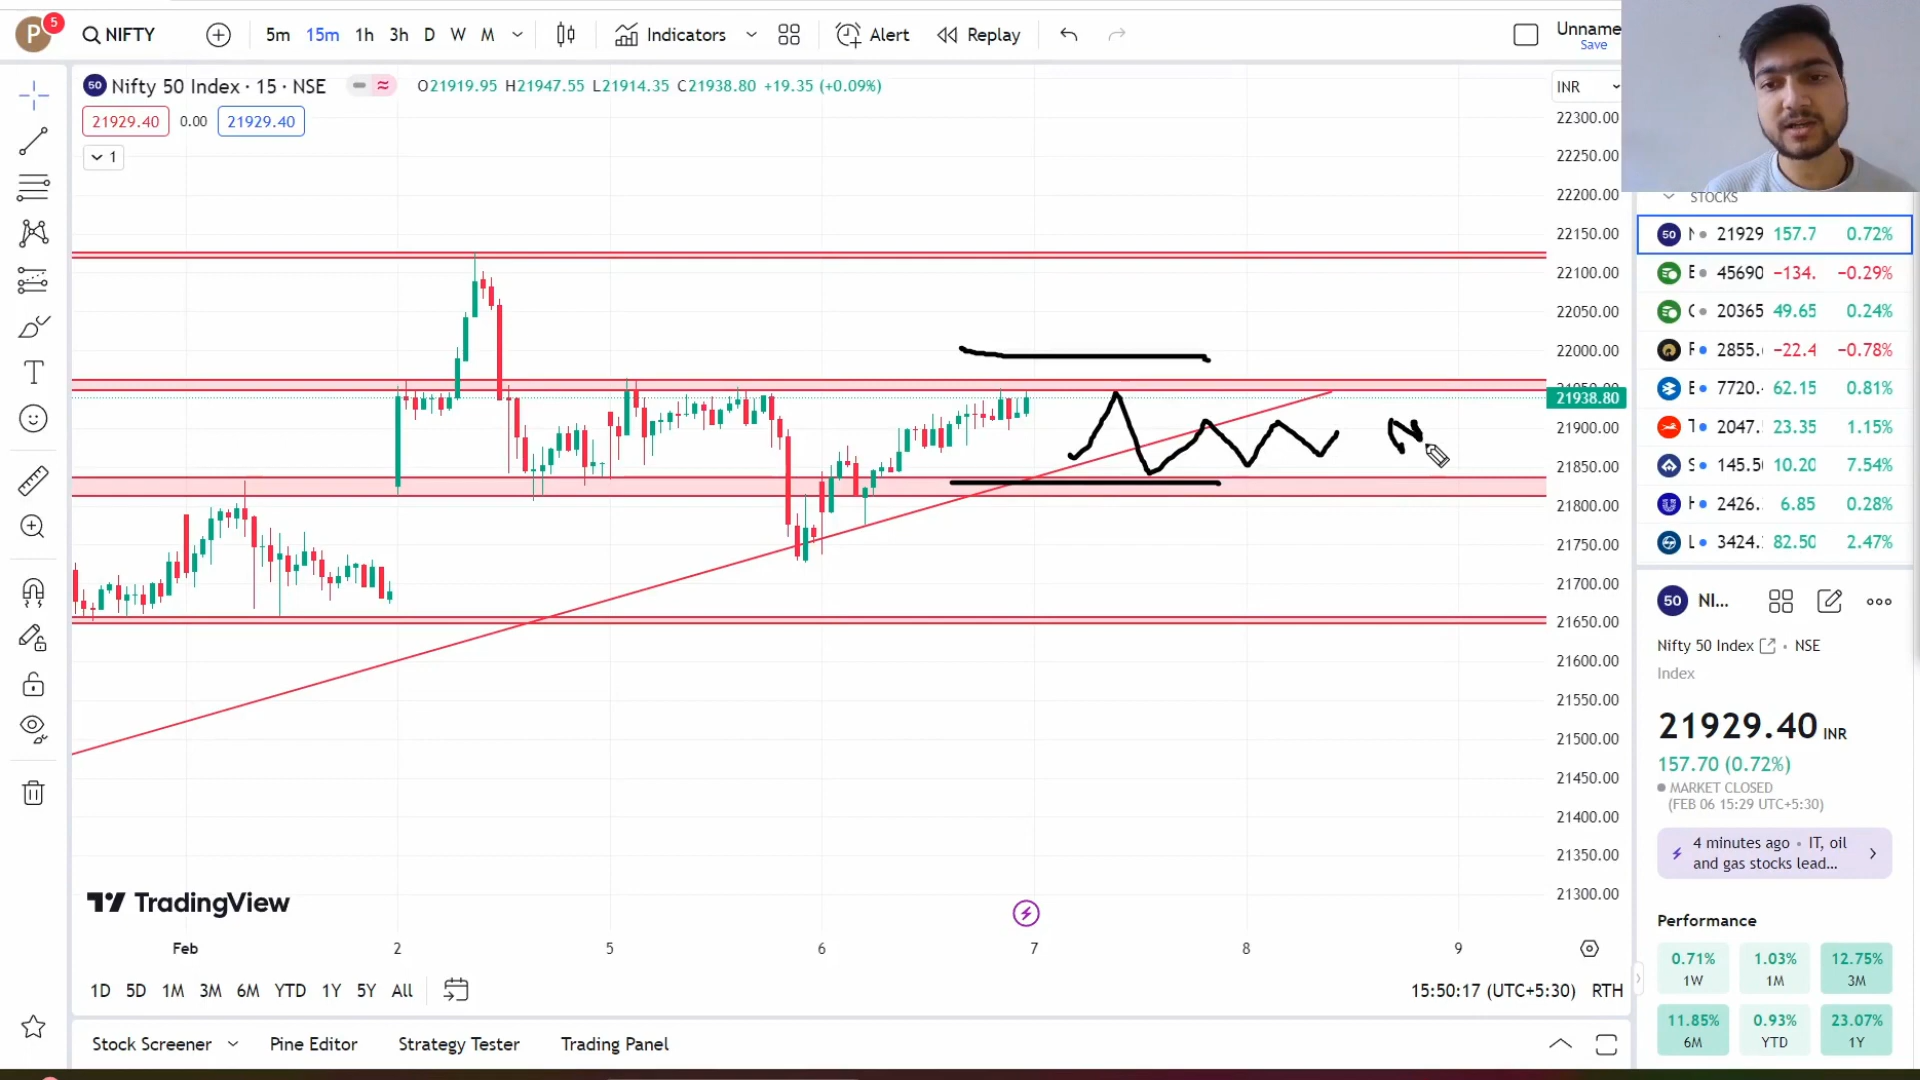 P 5 NIFTY 5m 15m 1h 3h D W M Indicators Alert Replay Unname
Save
50 Nifty 50 Index · 15 · NSE O21919.95 H21947.55 L21914.35 C21938.80 +19.35 (+0.09%)
INR
21929.40 0.00 21929.40
1
22300.00
22250.00
22200.00
22150.00
22100.00
22050.00
22000.00
21938.80
21900.00
21850.00
21800.00
21750.00
21700.00
21650.00
21600.00
21550.00
21500.00
21450.00
21400.00
21350.00
21300.00
N
TradingView
Feb 2 5 6 7 8 9
1D 5D 1M 3M 6M YTD 1Y 5Y All
15:50:17 (UTC+5:30) RTH
Stock Screener Pine Editor Strategy Tester Trading Panel
STOCKS
50 21929 157.7 0.72%
45690 −134. −0.29%
20365 49.65 0.24%
2855. −22.4 −0.78%
7720. 62.15 0.81%
2047. 23.35 1.15%
145.5 10.20 7.54%
2426. 6.85 0.28%
3424. 82.50 2.47%
50 NI...
Nifty 50 Index · NSE
Index
21929.40 INR
157.70 (0.72%)
MARKET CLOSED
(FEB 06 15:29 UTC+5:30)
4 minutes ago · IT, oil
and gas stocks lead...
Performance
0.71% 1.03% 12.75%
1W 1M 3M
11.85% 0.93% 23.07%
6M YTD 1Y